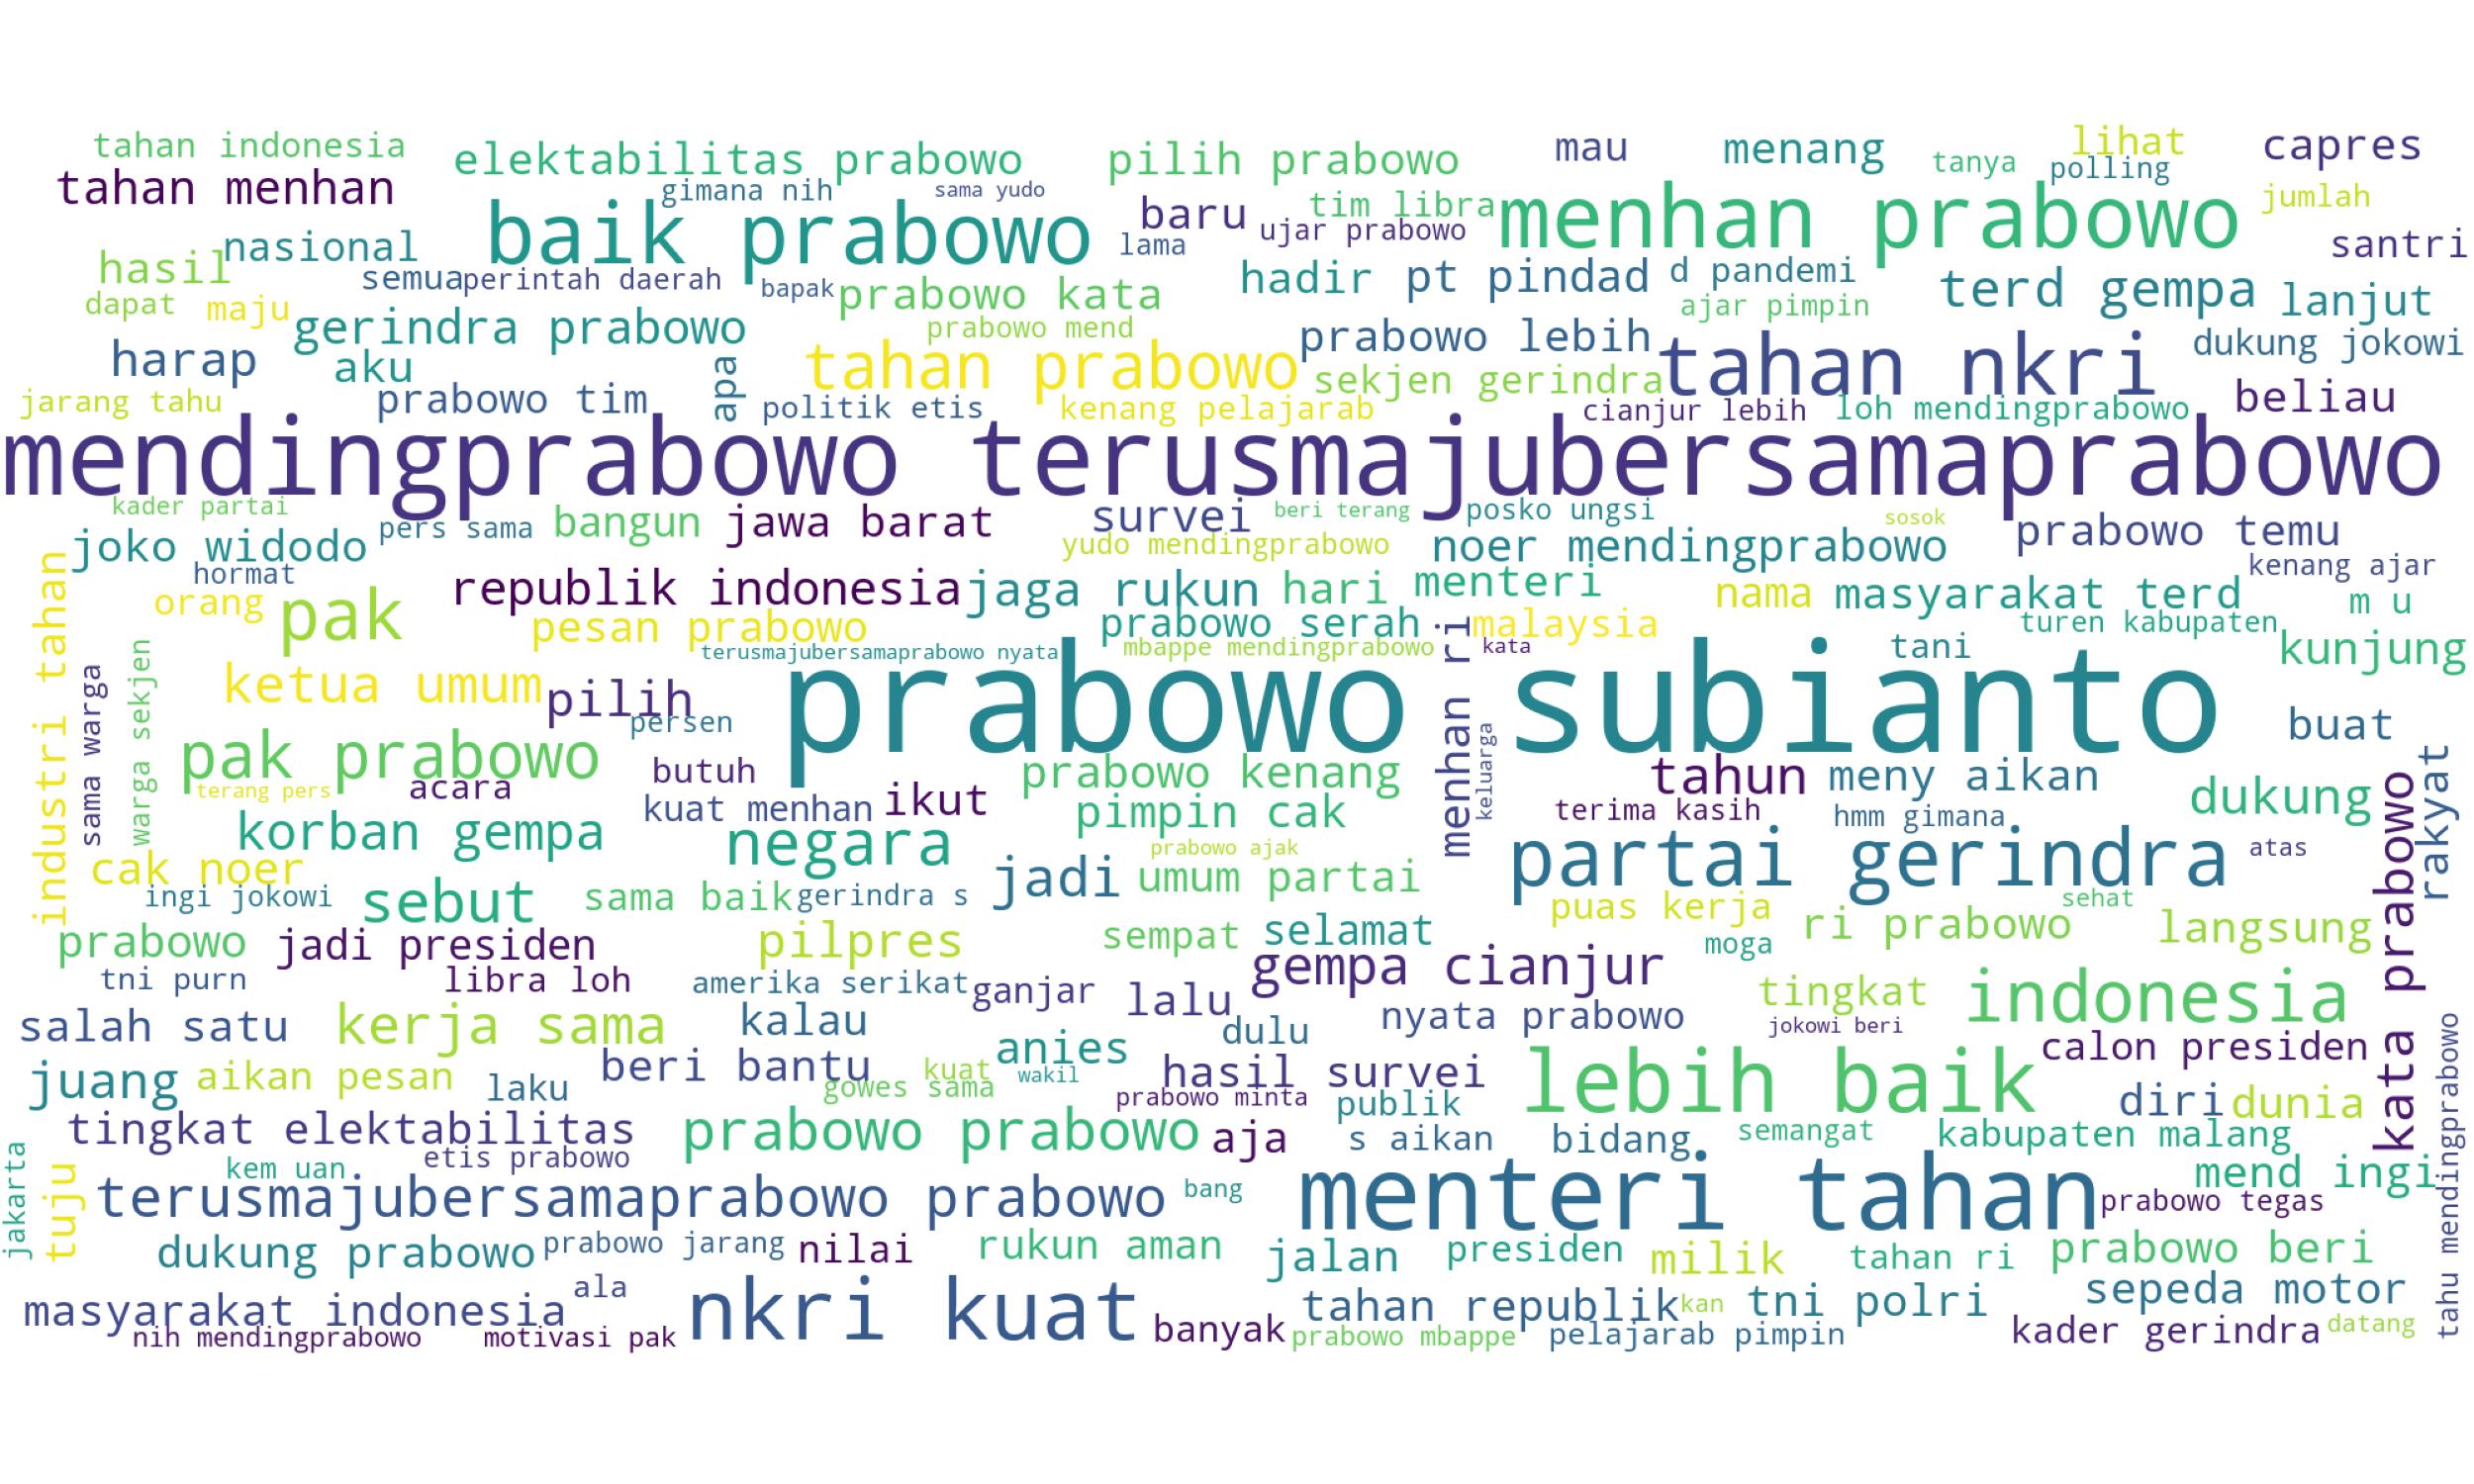 tahan indonesia
elektabilitas prabowo
pilih prabowo
mau
menang
lihat
capres
tanya
polling
tahan menhan
gimana nih
sama yudo
baik prabowo
baru
tim libra
ujar prabowo
menhan prabowo
jumlah
lama
santri
nasional
hasil
semua
perintah daerah
bapak
prabowo kata
hadir
pt pindad
d pandemi
terd gempa
lanjut
dapat
maju
gerindra prabowo
prabowo mend
ajar pimpin
prabowo lebih
tahan nkri
dukung jokowi
harap
aku
apa
tahan prabowo
sekjen gerindra
beliau
jarang tahu
prabowo tim
politik etis
kenang pelajarab
cianjur lebih
loh mendingprabowo
mendingprabowo terusmajubersamaprabowo
kader partai
pers sama
bangun
jawa barat
survei
beri terang
posko ungsi
sosok
prabowo temu
joko widodo
yudo mendingprabowo
noer mendingprabowo
hormat
kenang ajar
industri tahan
orang
pak
republik indonesia
jaga rukun
hari
menteri
nama
masyarakat terd
m u
pesan prabowo
prabowo serah
malaysia
turen kabupaten
terusmajubersamaprabowo nyata
mbappe mendingprabowo
menhan ri
kata
tani
kunjung
sama warga
warga sekjen
ketua umum
pilih
persen
prabowo subianto
keluarga
buat
pak prabowo
butuh
prabowo kenang
tahun
meny aikan
dukung
kata prabowo
rakyat
terang pers
acara
kuat menhan
ikut
pimpin cak
terima kasih
hmm gimana
korban gempa
negara
prabowo ajak
partai gerindra
atas
cak noer
ingi jokowi
sebut
sama baik
gerindra s
jadi
umum partai
puas kerja
sehat
prabowo
jadi presiden
pilpres
sempat
selamat
moga
ri prabowo
langsung
tni purn
libra loh
amerika serikat
ganjar
lalu
gempa cianjur
tingkat
indonesia
salah satu
kerja sama
kalau
dulu
nyata prabowo
jokowi beri
tahu mendingprabowo
juang
aikan pesan
laku
beri bantu
kuat
gowes sama
anies
wakil
hasil survei
prabowo minta
publik
lebih baik
calon presiden
diri
dunia
tingkat elektabilitas
prabowo prabowo
aja
s aikan
bidang
semangat
kabupaten malang
jakarta
tuju
kem uan
etis prabowo
terusmajubersamaprabowo prabowo
bang
menteri tahan
mend ingi
prabowo tegas
dukung prabowo
prabowo jarang
nilai
rukun aman
jalan
presiden
milik
tahan ri
prabowo beri
masyarakat indonesia
ala
nkri kuat
banyak
tahan republik
kan
tni polri
sepeda motor
nih mendingprabowo
motivasi pak
prabowo mbappe
pelajarab pimpin
kader gerindra
datang